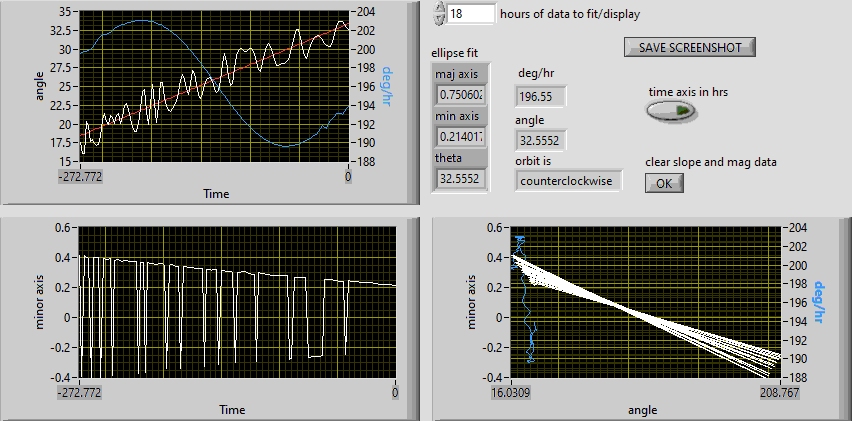 18 hours of data to fit/display
SAVE SCREENSHOT
ellipse fit
maj axis
0.750602
min axis
0.214017
theta
32.5552
deg/hr
196.55
angle
32.5552
orbit is
counterclockwise
time axis in hrs
clear slope and mag data
OK
35
32.5
30
27.5
25
22.5
20
17.5
15
angle
204
202
200
198
196
194
192
190
188
deg/hr
-272.772 0
Time
0.6
0.4
0.2
0
-0.2
-0.4
minor axis
-272.772 0
Time
0.6
0.4
0.2
0
-0.2
-0.4
minor axis
204
202
200
198
196
194
192
190
188
deg/hr
16.0309 208.767
angle